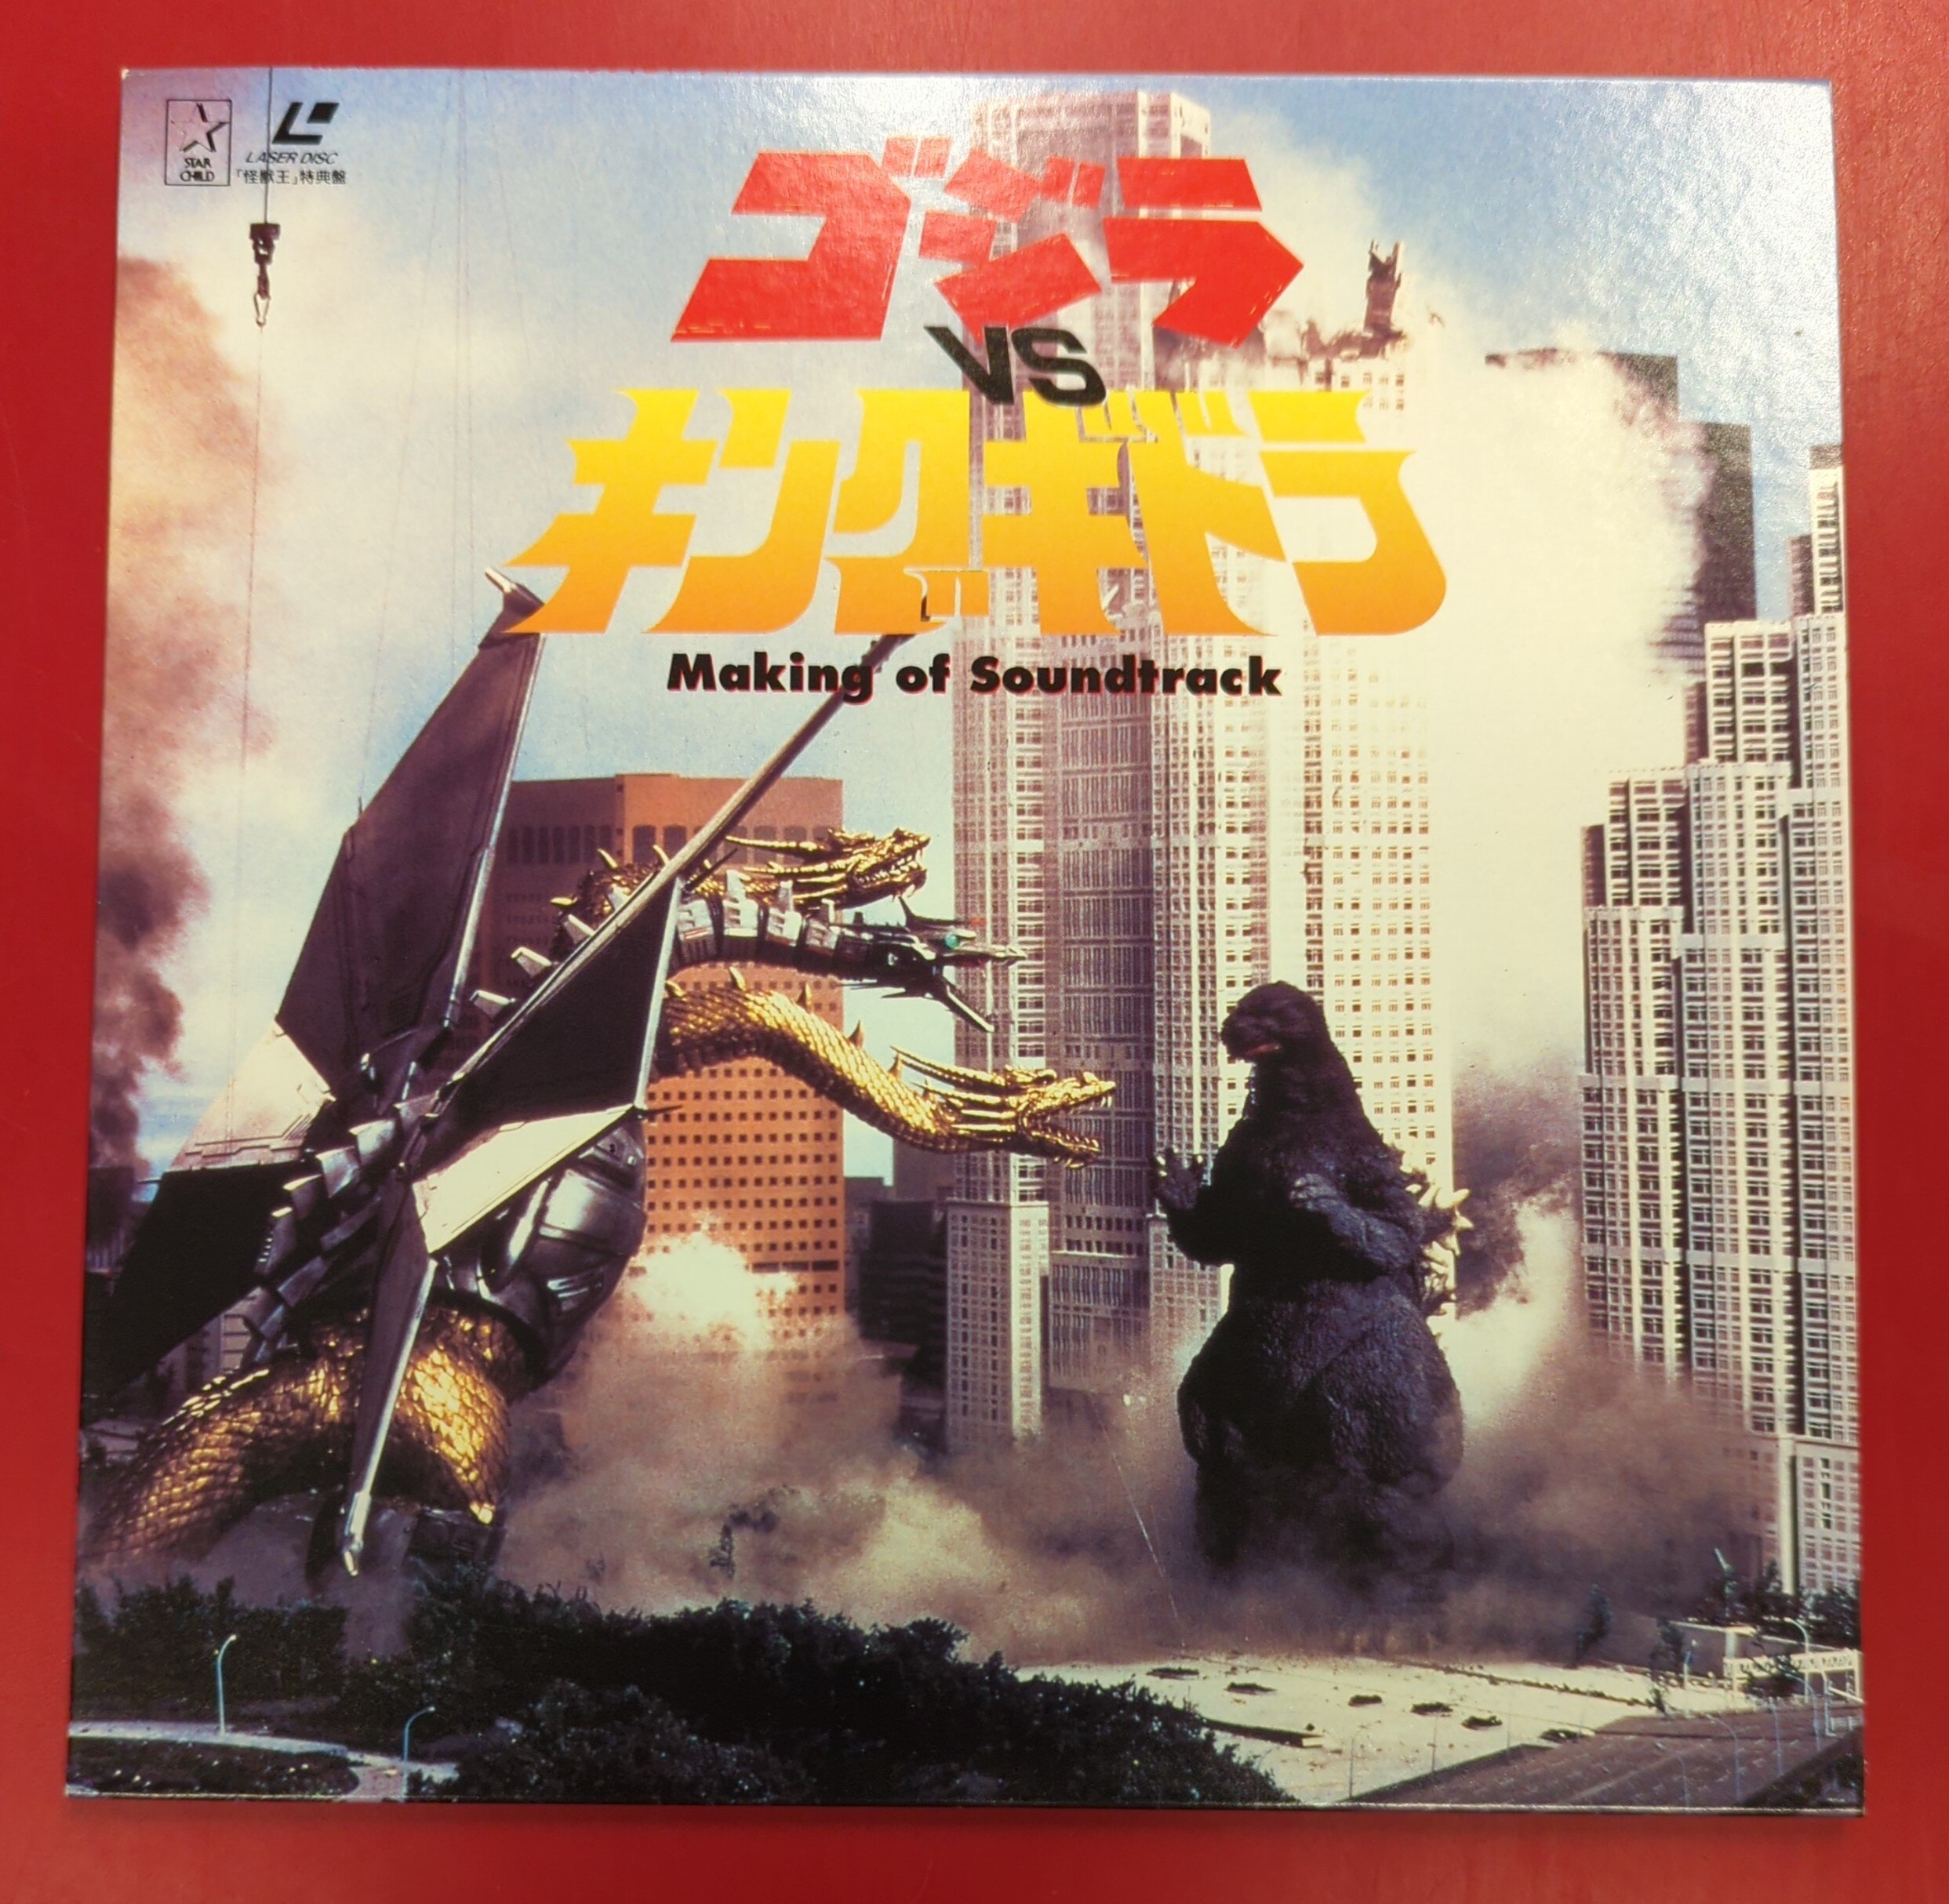 STAR
CHILD
LASER DISC
「怪獣王」特典盤
ゴジラ
VS
キングギドラ
Making of Soundtrack